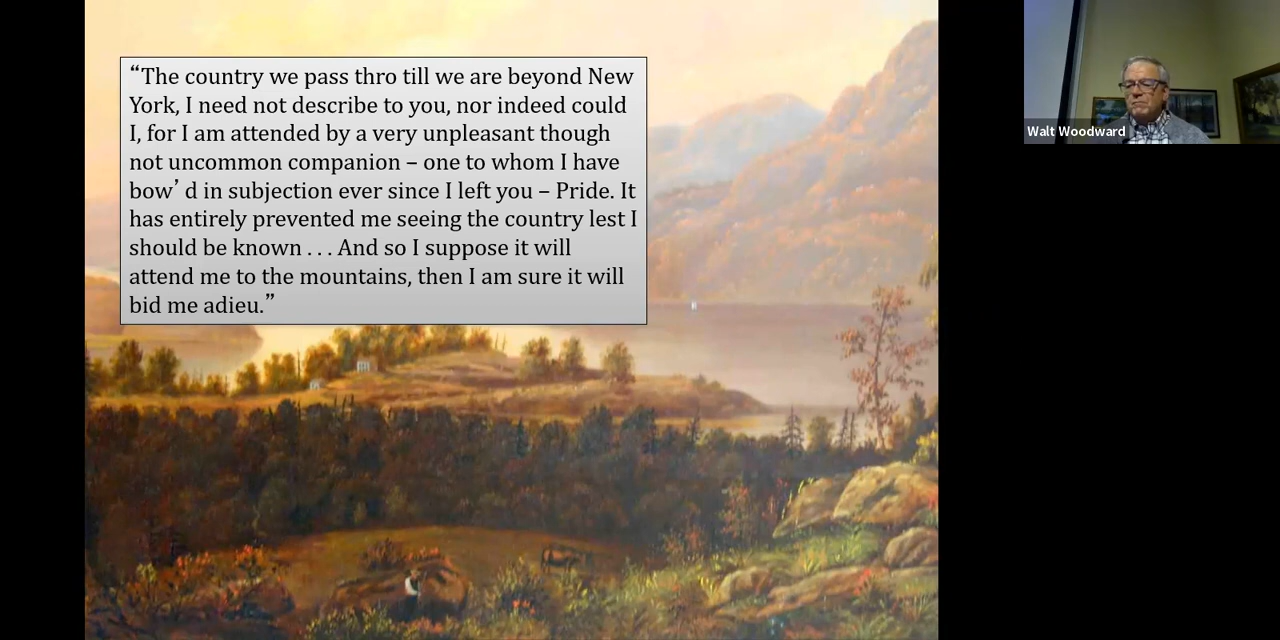 “The country we pass thro till we are beyond New
York, I need not describe to you, nor indeed could
I, for I am attended by a very unpleasant though
not uncommon companion – one to whom I have
bow’ d in subjection ever since I left you – Pride. It
has entirely prevented me seeing the country lest I
should be known . . . And so I suppose it will
attend me to the mountains, then I am sure it will
bid me adieu.”
Walt Woodward